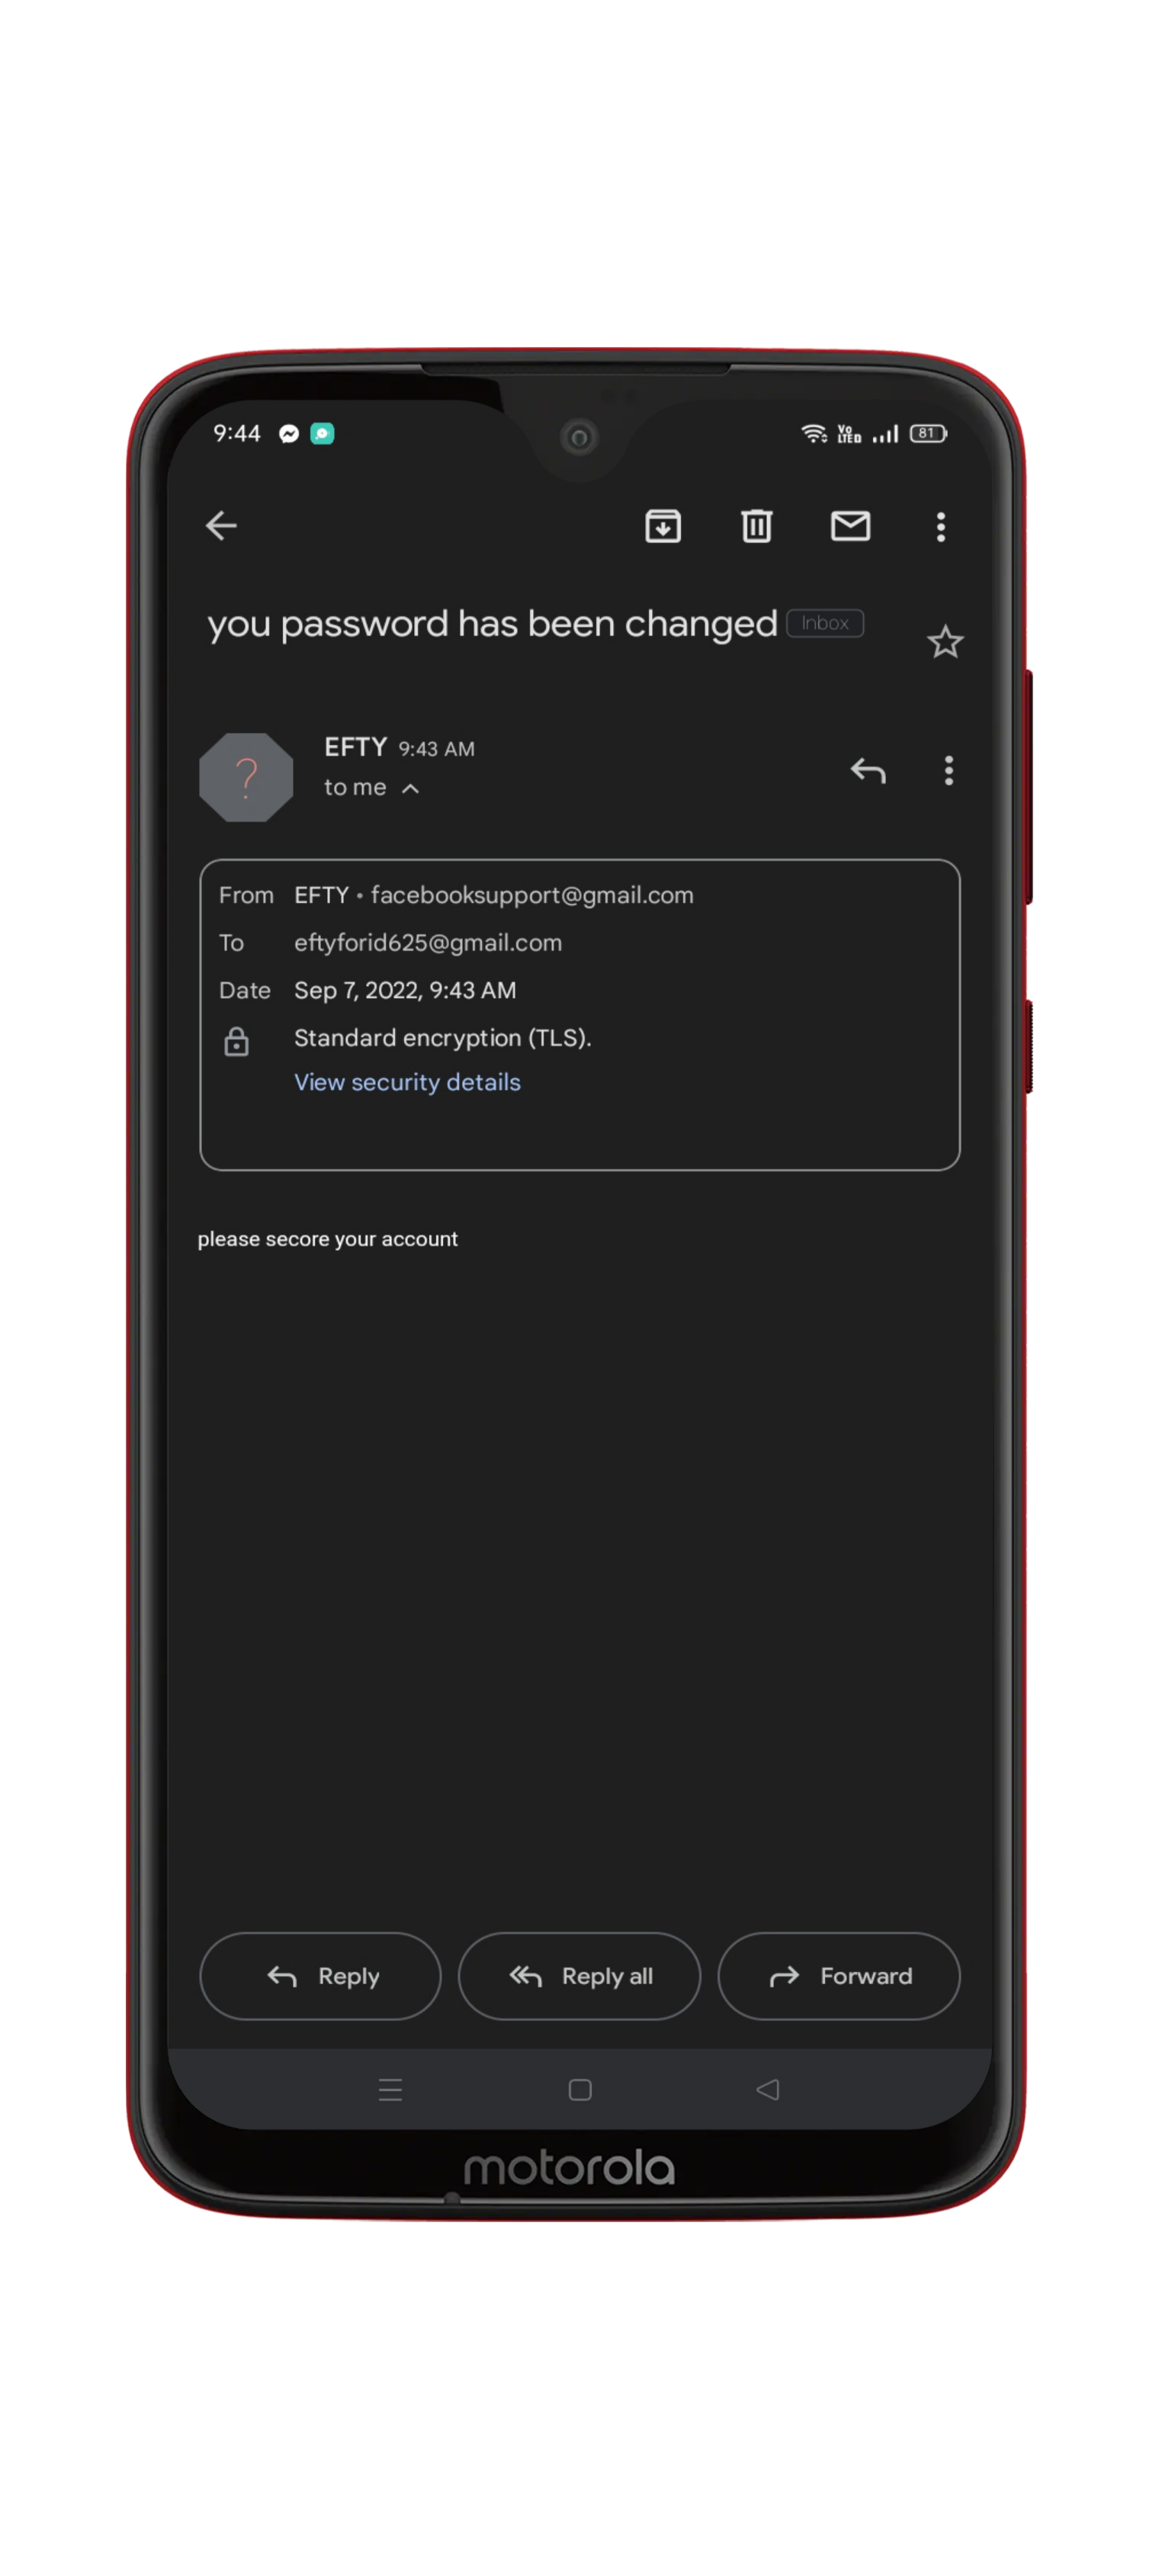 9:44 Vo LTE 81
you password has been changed Inbox
?
EFTY 9:43 AM
to me
From EFTY • facebooksupport@gmail.com
To eftyforid625@gmail.com
Date Sep 7, 2022, 9:43 AM
Standard encryption (TLS).
View security details
please secore your account
Reply Reply all Forward
motorola